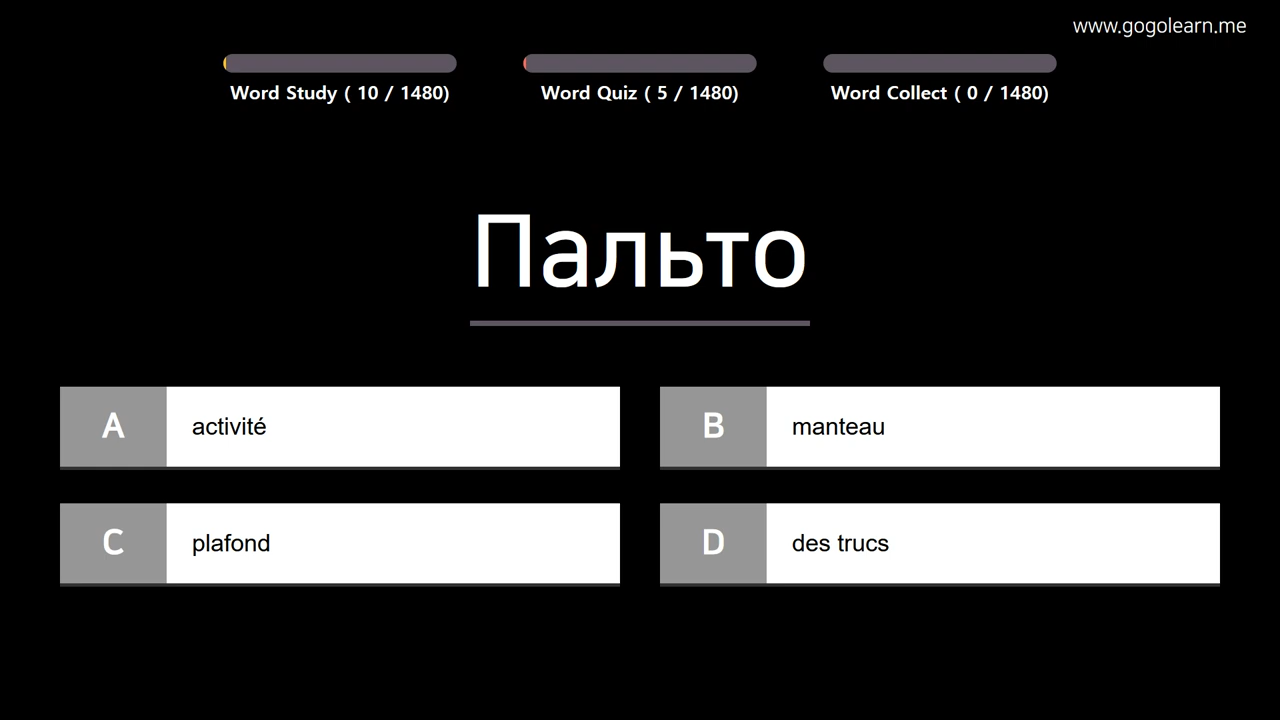 www.gogolearn.me
Word Study ( 10 / 1480)
Word Quiz ( 5 / 1480)
Word Collect ( 0 / 1480)
Пальто
A activité
B manteau
C plafond
D des trucs